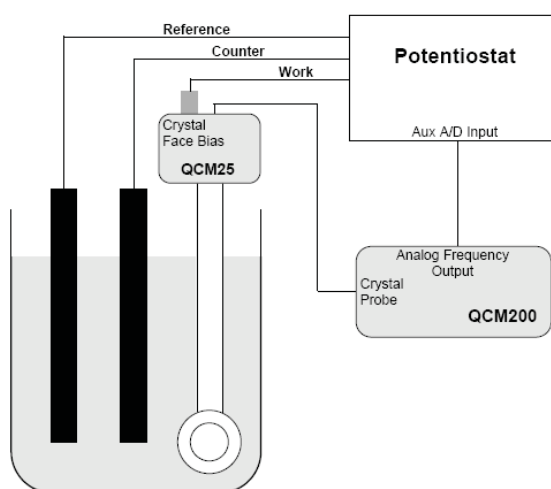 Reference
Counter
Work
Potentiostat
Aux A/D Input
Crystal
Face Bias
QCM25
Analog Frequency
Output
Crystal
Probe
QCM200